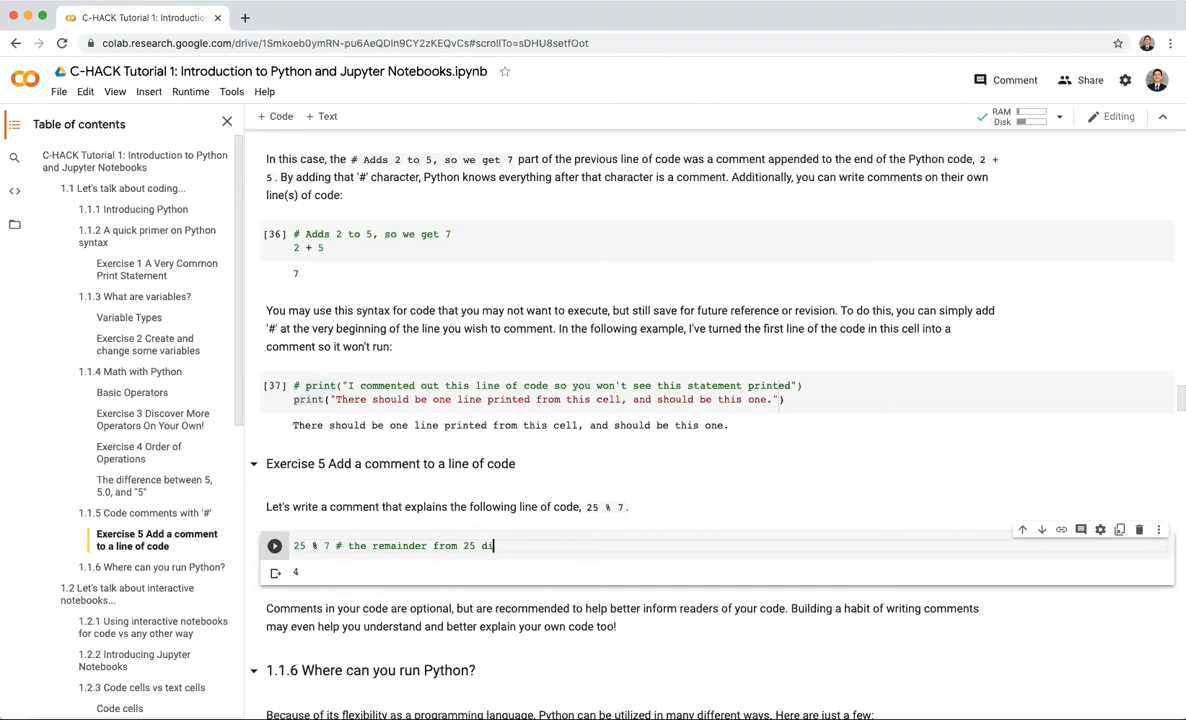 C-HACK Tutorial 1: Introductio
colab.research.google.com/drive/1Smkoeb0ymRN-pu6AeQDln9CY2zKEQvCs#scrollTo=sDHU8setfOot
C-HACK Tutorial 1: Introduction to Python and Jupyter Notebooks.ipynb
Comment
Share
File Edit View Insert Runtime Tools Help
Table of contents
+ Code + Text
RAM
Disk
Editing
C-HACK Tutorial 1: Introduction to Python
and Jupyter Notebooks
1.1 Let's talk about coding...
1.1.1 Introducing Python
1.1.2 A quick primer on Python
syntax
Exercise 1 A Very Common
Print Statement
1.1.3 What are variables?
Variable Types
Exercise 2 Create and
change some variables
1.1.4 Math with Python
Basic Operators
Exercise 3 Discover More
Operators On Your Own!
Exercise 4 Order of
Operations
The difference between 5,
5.0, and "5"
1.1.5 Code comments with '#'
Exercise 5 Add a comment
to a line of code
1.1.6 Where can you run Python?
1.2 Let's talk about interactive
notebooks...
1.2.1 Using interactive notebooks
for code vs any other way
1.2.2 Introducing Jupyter
Notebooks
1.2.3 Code cells vs text cells
Code cells
In this case, the # Adds 2 to 5, so we get 7 part of the previous line of code was a comment appended to the end of the Python code, 2 +
5. By adding that '#' character, Python knows everything after that character is a comment. Additionally, you can write comments on their own
line(s) of code:
[36] # Adds 2 to 5, so we get 7
2 + 5
7
You may use this syntax for code that you may not want to execute, but still save for future reference or revision. To do this, you can simply add
'#' at the very beginning of the line you wish to comment. In the following example, I've turned the first line of the code in this cell into a
comment so it won't run:
[37] # print("I commented out this line of code so you won't see this statement printed")
print("There should be one line printed from this cell, and should be this one.")
There should be one line printed from this cell, and should be this one.
Exercise 5 Add a comment to a line of code
Let's write a comment that explains the following line of code, 25 % 7.
25 % 7 # the remainder from 25 di
4
Comments in your code are optional, but are recommended to help better inform readers of your code. Building a habit of writing comments
may even help you understand and better explain your own code too!
1.1.6 Where can you run Python?
Because of its flexibility as a programming language, Python can be utilized in many different ways. Here are just a few: